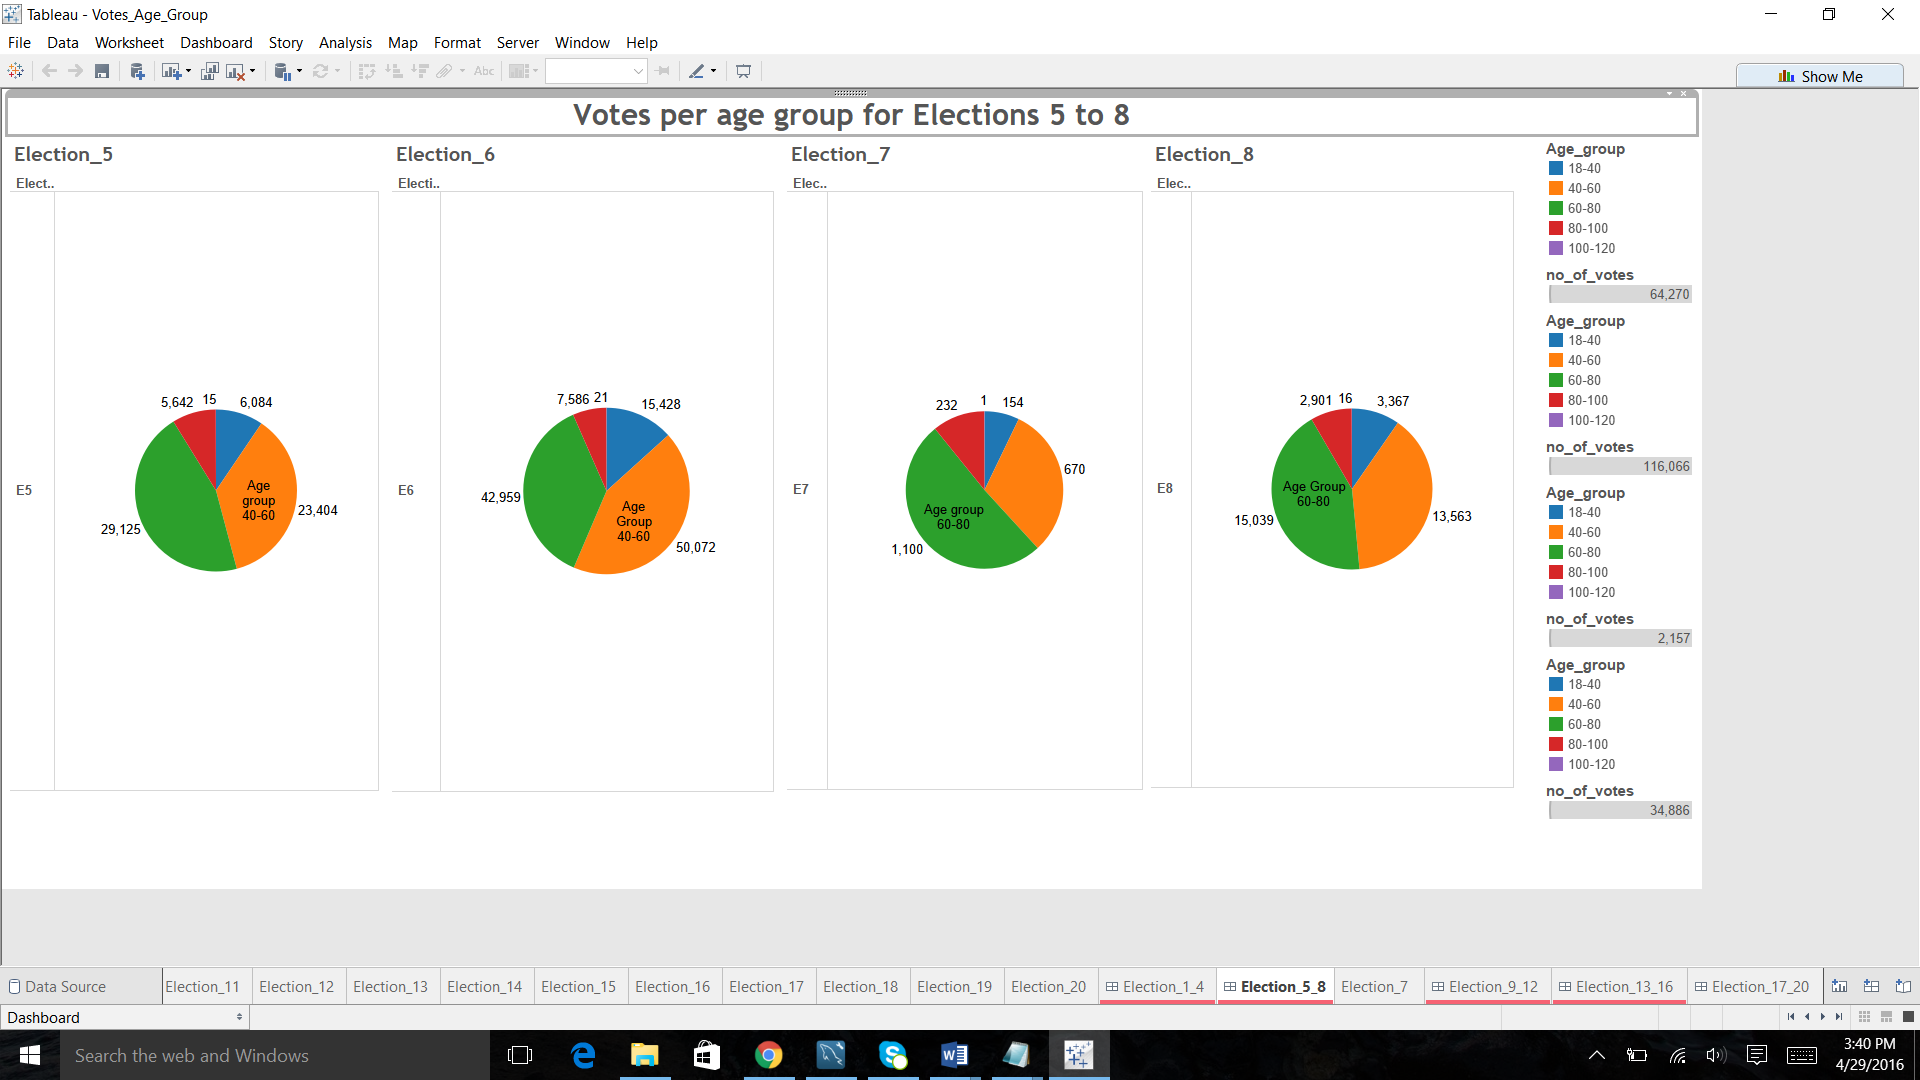 Tableau - Votes_Age_Group
File Data Worksheet Dashboard Story Analysis Map Format Server Window Help
Abc
Show Me
Votes per age group for Elections 5 to 8
Election_5
Elect..
E5
5,642 15 6,084
Age
group
40-60
23,404
29,125
Election_6
Electi..
E6
7,586 21 15,428
42,959
Age
Group
40-60
50,072
Election_7
Elec..
E7
232 1 154
670
Age group
60-80
1,100
Election_8
Elec..
E8
2,901 16 3,367
Age Group
60-80
15,039
13,563
Age_group
18-40
40-60
60-80
80-100
100-120
no_of_votes
64,270
Age_group
18-40
40-60
60-80
80-100
100-120
no_of_votes
116,066
Age_group
18-40
40-60
60-80
80-100
100-120
no_of_votes
2,157
Age_group
18-40
40-60
60-80
80-100
100-120
no_of_votes
34,886
Data Source Election_11 Election_12 Election_13 Election_14 Election_15 Election_16 Election_17 Election_18 Election_19 Election_20 Election_1_4 Election_5_8 Election_7 Election_9_12 Election_13_16 Election_17_20
Dashboard
Search the web and Windows
3:40 PM
4/29/2016